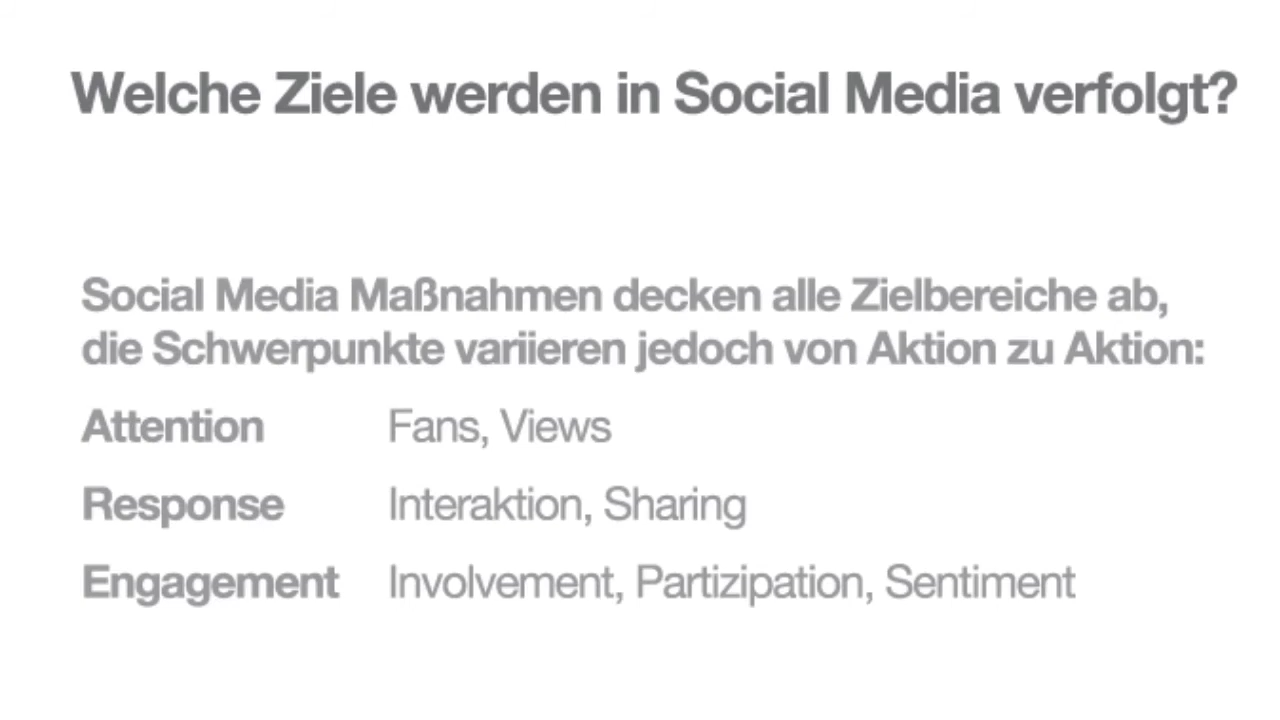 Welche Ziele werden in Social Media verfolgt?
Social Media Maßnahmen decken alle Zielbereiche ab,
die Schwerpunkte variieren jedoch von Aktion zu Aktion:
Attention Fans, Views
Response Interaktion, Sharing
Engagement Involvement, Partizipation, Sentiment